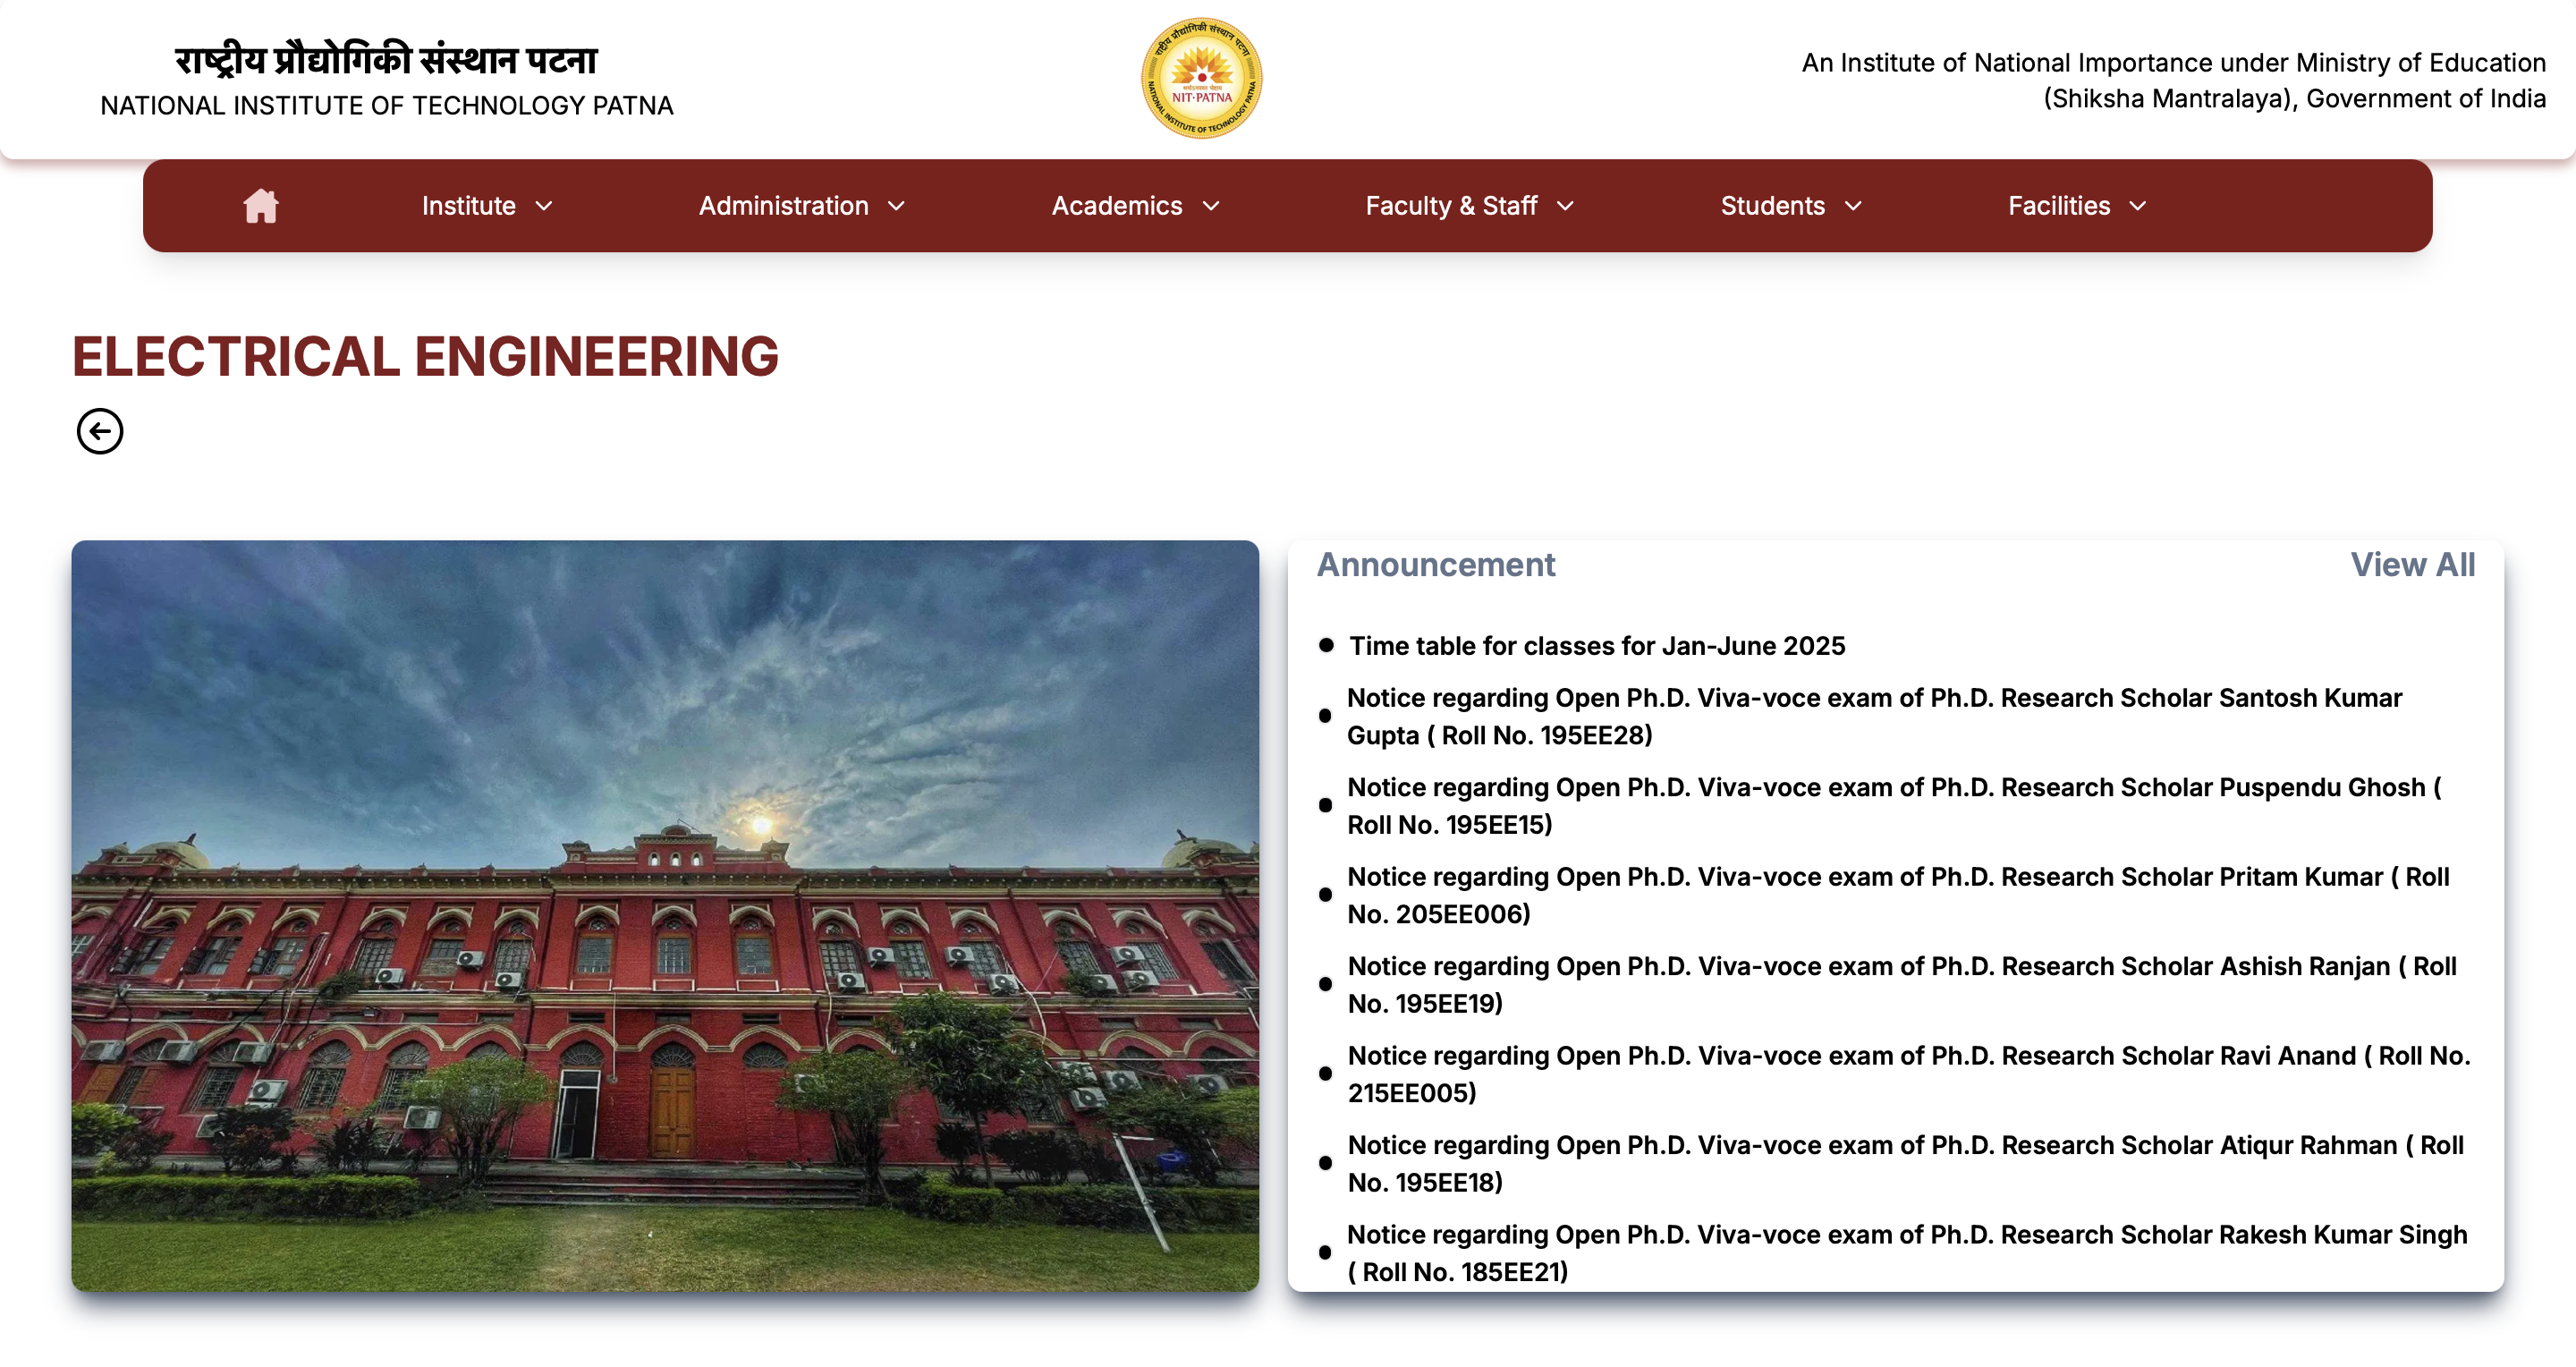 राष्ट्रीय प्रौद्योगिकी संस्थान पटना
NATIONAL INSTITUTE OF TECHNOLOGY PATNA
राष्ट्रीय प्रौद्योगिकी संस्थान पटना
NIT-PATNA
NATIONAL INSTITUTE OF TECHNOLOGY PATNA
An Institute of National Importance under Ministry of Education
(Shiksha Mantralaya), Government of India
Institute
Administration
Academics
Faculty & Staff
Students
Facilities
ELECTRICAL ENGINEERING
Announcement
View All
Time table for classes for Jan-June 2025
Notice regarding Open Ph.D. Viva-voce exam of Ph.D. Research Scholar Santosh Kumar
Gupta ( Roll No. 195EE28)
Notice regarding Open Ph.D. Viva-voce exam of Ph.D. Research Scholar Puspendu Ghosh (
Roll No. 195EE15)
Notice regarding Open Ph.D. Viva-voce exam of Ph.D. Research Scholar Pritam Kumar ( Roll
No. 205EE006)
Notice regarding Open Ph.D. Viva-voce exam of Ph.D. Research Scholar Ashish Ranjan ( Roll
No. 195EE19)
Notice regarding Open Ph.D. Viva-voce exam of Ph.D. Research Scholar Ravi Anand ( Roll No.
215EE005)
Notice regarding Open Ph.D. Viva-voce exam of Ph.D. Research Scholar Atiqur Rahman ( Roll
No. 195EE18)
Notice regarding Open Ph.D. Viva-voce exam of Ph.D. Research Scholar Rakesh Kumar Singh
( Roll No. 185EE21)